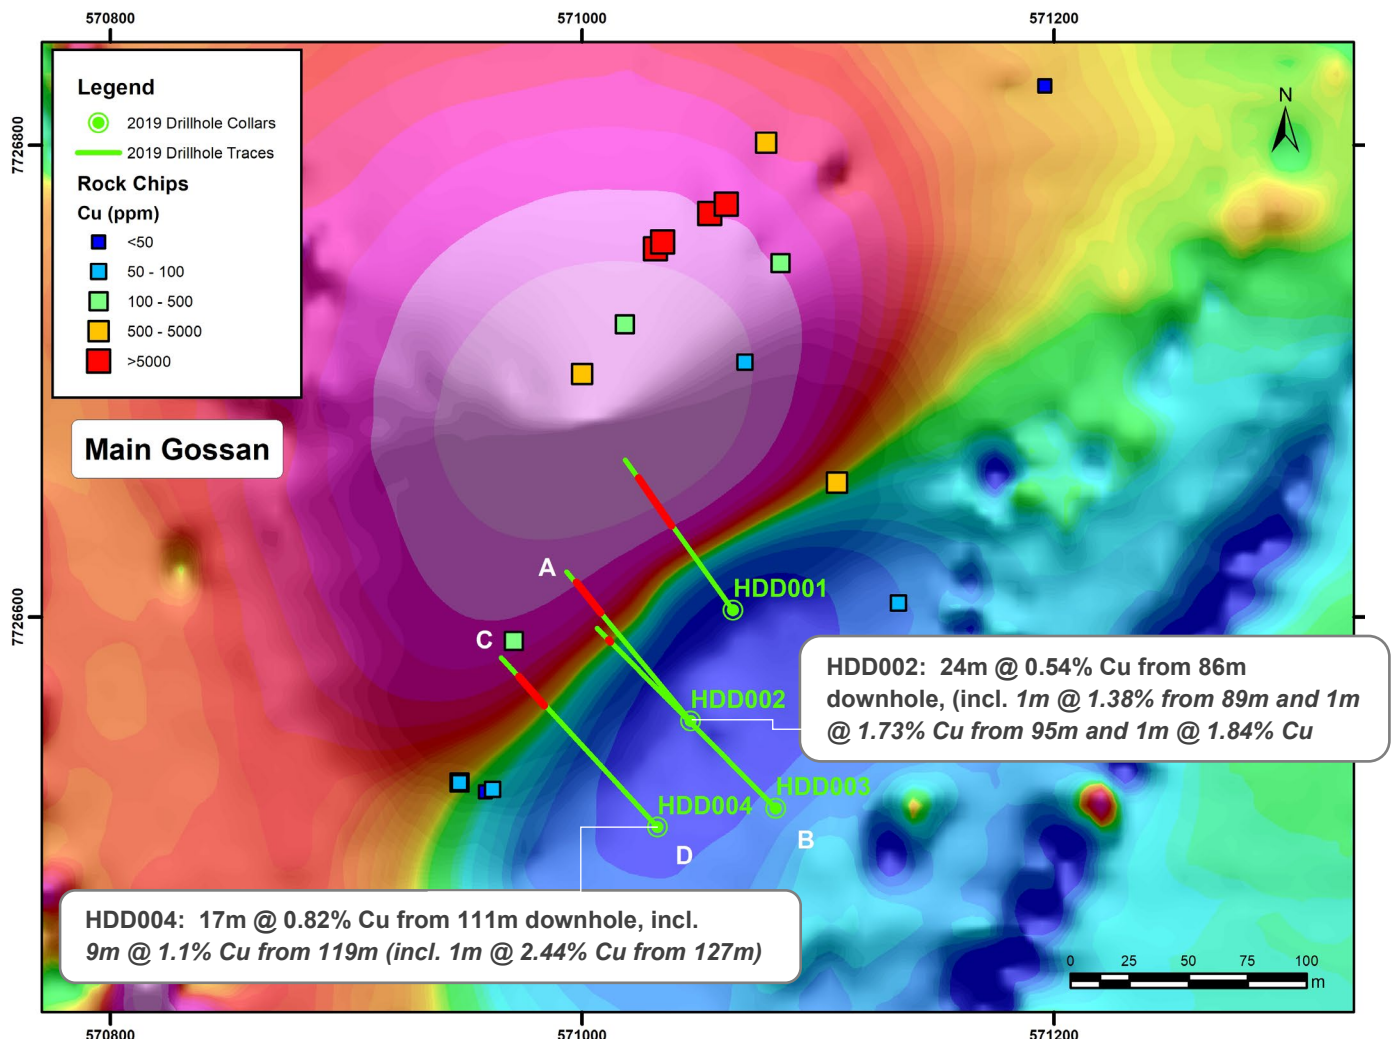 570800
571000
571200
7726800
7726600
Legend
2019 Drillhole Collars
2019 Drillhole Traces
Rock Chips
Cu (ppm)
<50
50 - 100
100 - 500
500 - 5000
>5000
N
Main Gossan
A
HDD001
C
HDD002
HDD002: 24m @ 0.54% Cu from 86m
downhole, (incl. 1m @ 1.38% from 89m and 1m
@ 1.73% Cu from 95m and 1m @ 1.84% Cu
HDD003
HDD004
B
D
HDD004: 17m @ 0.82% Cu from 111m downhole, incl.
9m @ 1.1% Cu from 119m (incl. 1m @ 2.44% Cu from 127m)
0 25 50 75 100
m
570800
571000
571200